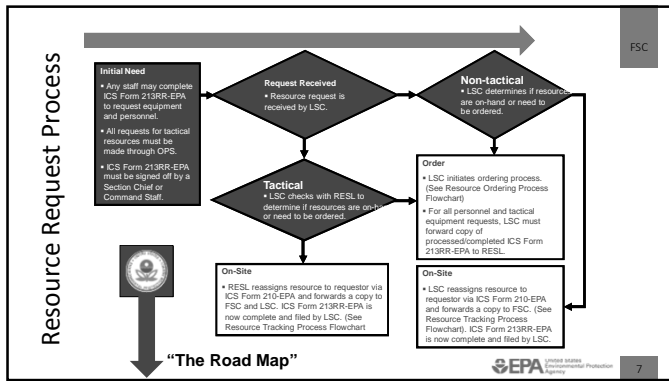 Resource Request Process
FSC
Initial Need
▪ Any staff may complete
ICS Form 213RR-EPA
to request equipment
and personnel.
▪ All requests for tactical
resources must be
made through OPS.
▪ ICS Form 213RR-EPA
must be signed off by a
Section Chief or
Command Staff.
Request Received
▪ Resource request is
received by LSC.
Non-tactical
▪ LSC determines if resources
are on-hand or need to
be ordered.
Tactical
▪ LSC checks with RESL to
determine if resources are on-hand
or need to be ordered.
Order
▪ LSC initiates ordering process.
(See Resource Ordering Process
Flowchart)
▪ For all personnel and tactical
equipment requests, LSC must
forward copy of
processed/completed ICS Form
213RR-EPA to RESL.
On-Site
▪ RESL reassigns resource to requestor via
ICS Form 210-EPA and forwards a copy to
FSC and LSC. ICS Form 213RR-EPA is
now complete and filed by LSC. (See
Resource Tracking Process Flowchart
On-Site
▪ LSC reassigns resource to
requestor via ICS Form 210-EPA
and forwards a copy to FSC. (See
Resource Tracking Process
Flowchart). ICS Form 213RR-EPA
is now complete and filed by LSC.
“The Road Map”
EPA
United States
Environmental Protection
Agency
7